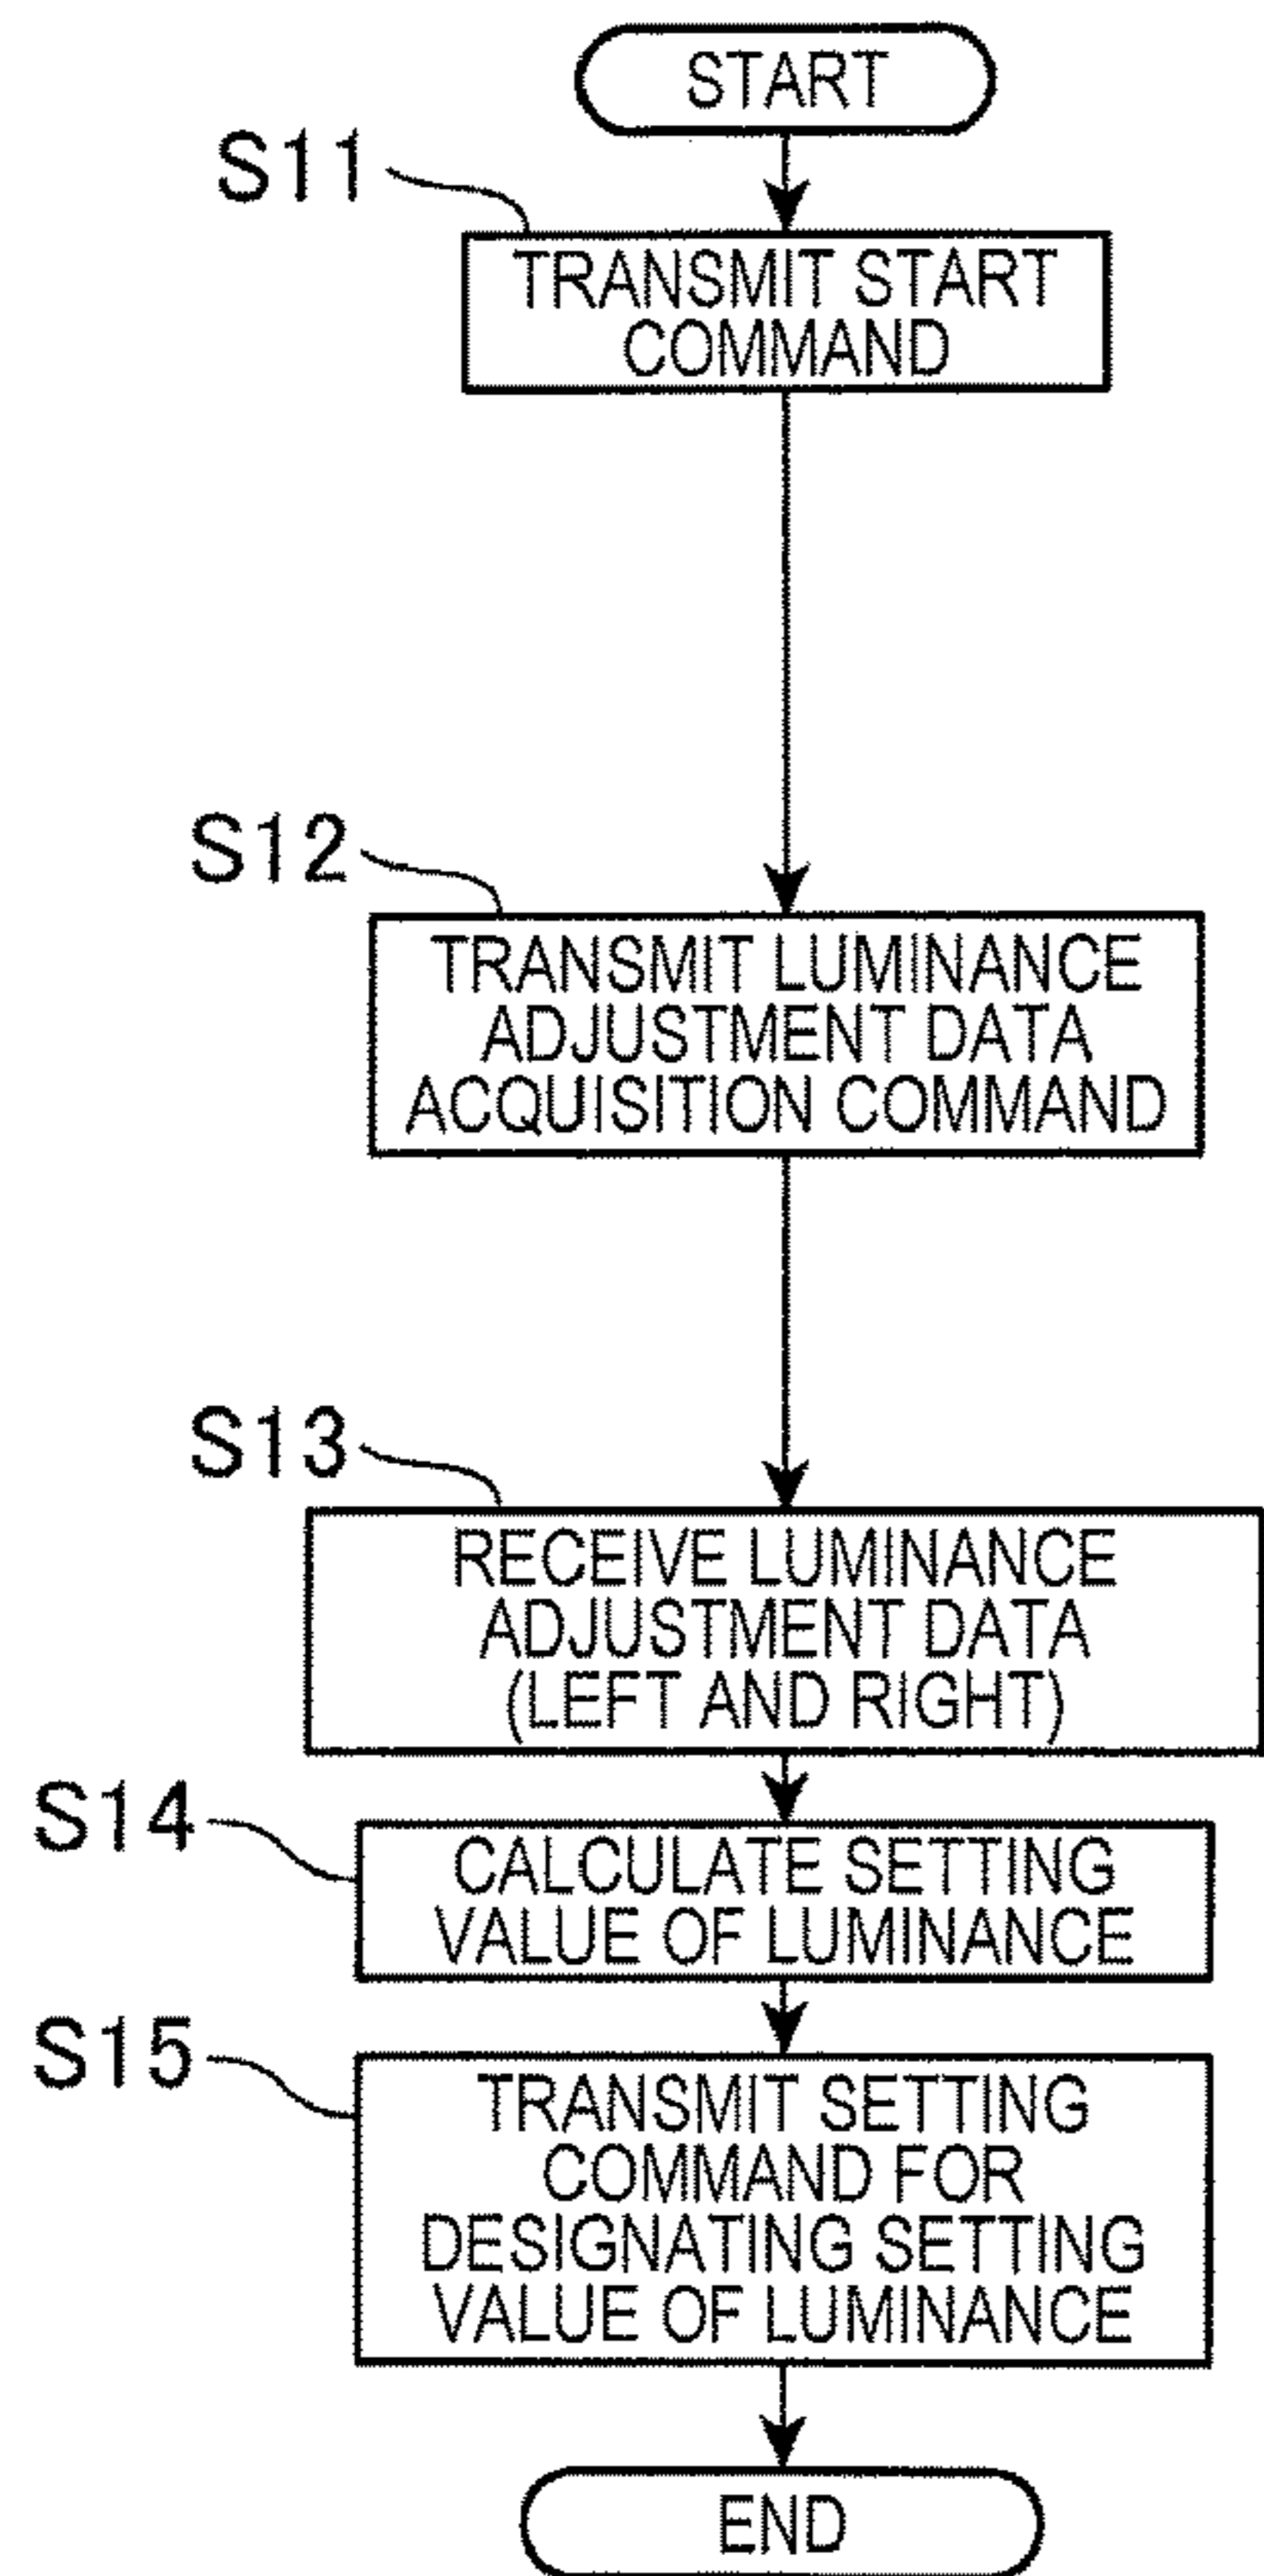 START
S11
TRANSMIT START
COMMAND
S12
TRANSMIT LUMINANCE
ADJUSTMENT DATA
ACQUISITION COMMAND
S13
RECEIVE LUMINANCE
ADJUSTMENT DATA
(LEFT AND RIGHT)
S14
CALCULATE SETTING
VALUE OF LUMINANCE
S15
TRANSMIT SETTING
COMMAND FOR
DESIGNATING SETTING
VALUE OF LUMINANCE
END